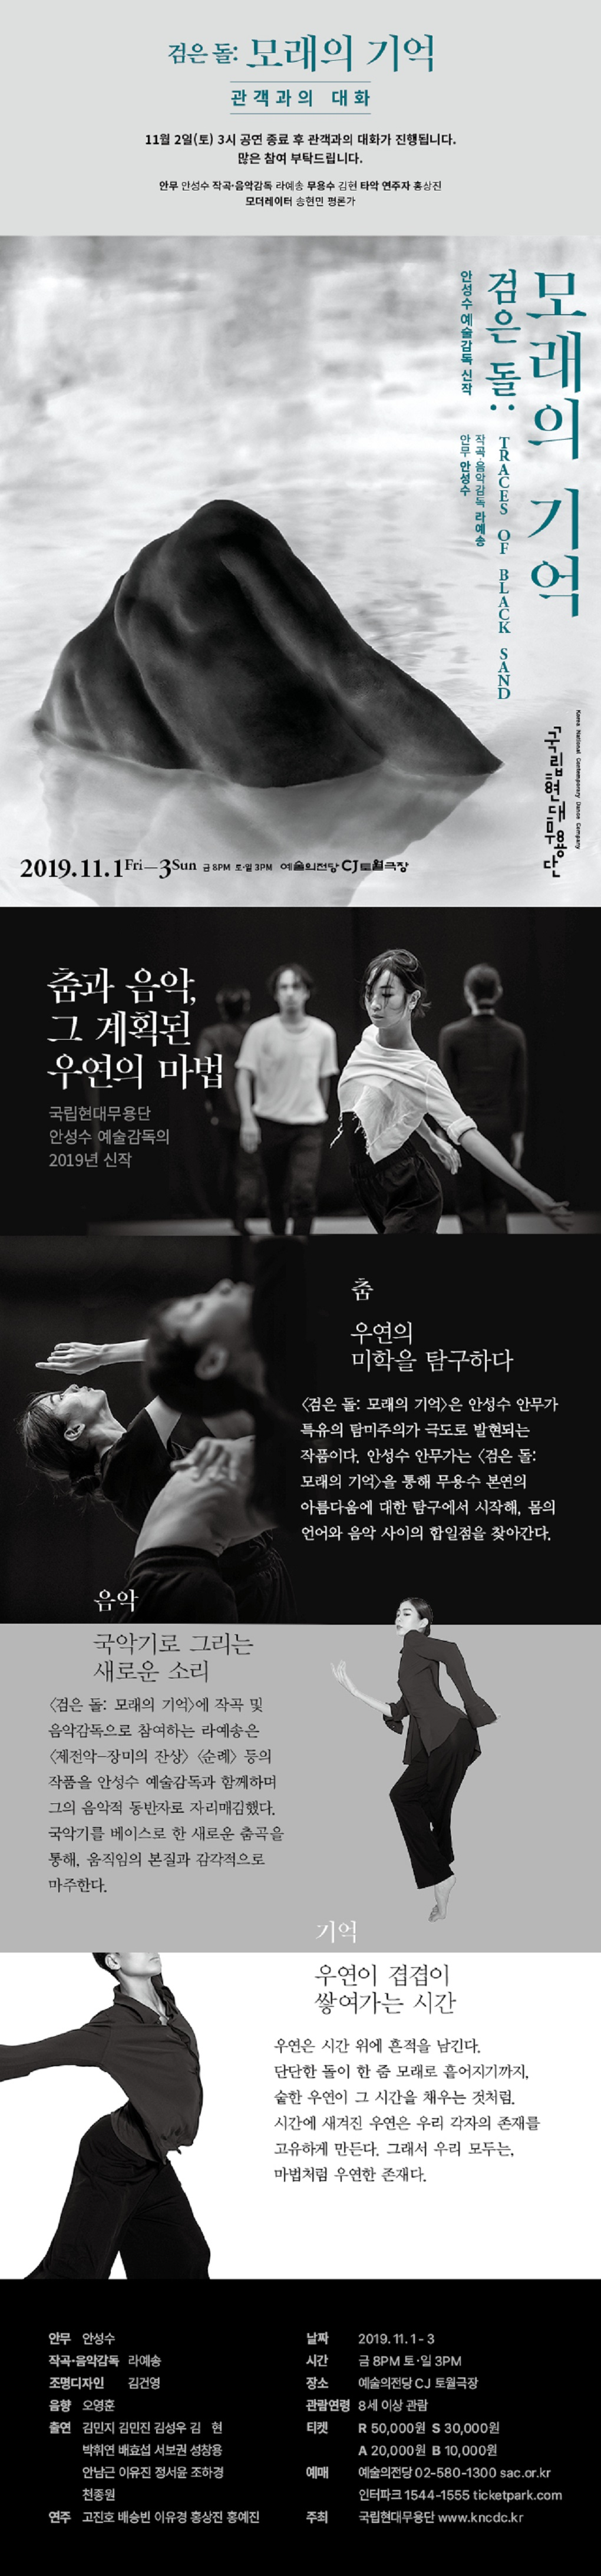 검은 돌: 모래의 기억
관객과의 대화
11월 2일(토) 3시 공연 종료 후 관객과의 대화가 진행됩니다.
많은 참여 부탁드립니다.
안무 안성수 작곡·음악감독 라예송 무용수 김현 타악 연주자 홍상진
모더레이터 송현민 평론가
모래의 기억
검은 돌:
TRACES OF BLACK SAND
안성수 예술감독 신작
작곡·음악감독 라예송
안무 안성수
Korea National Contemporary Dance Company
국립현대무용단
2019.11.1Fri—3Sun 금 8PM 토·일 3PM 예술의전당 CJ 토월극장
춤과 음악,
그 계획된
우연의 마법
국립현대무용단
안성수 예술감독의
2019년 신작
춤
우연의
미학을 탐구하다
〈검은 돌: 모래의 기억〉은 안성수 안무가
특유의 탐미주의가 극도로 발현되는
작품이다. 안성수 안무가는 〈검은 돌:
모래의 기억〉을 통해 무용수 본연의
아름다움에 대한 탐구에서 시작해, 몸의
언어와 음악 사이의 합일점을 찾아간다.
음악
국악기로 그리는
새로운 소리
〈검은 돌: 모래의 기억〉에 작곡 및
음악감독으로 참여하는 라예송은
〈제전악–장미의 잔상〉 〈순례〉 등의
작품을 안성수 예술감독과 함께하며
그의 음악적 동반자로 자리매김했다.
국악기를 베이스로 한 새로운 춤곡을
통해, 움직임의 본질과 감각적으로
마주한다.
기억
우연이 겹겹이
쌓여가는 시간
우연은 시간 위에 흔적을 남긴다.
단단한 돌이 한 줌 모래로 흩어지기까지,
숱한 우연이 그 시간을 채우는 것처럼.
시간에 새겨진 우연은 우리 각자의 존재를
고유하게 만든다. 그래서 우리 모두는,
마법처럼 우연한 존재다.
안무 안성수
작곡·음악감독 라예송
조명디자인 김건영
음향 오영훈
출연 김민지 김민진 김성우 김 현
박휘연 배효섭 서보권 성창용
안남근 이유진 정서윤 조하경
천종원
연주 고진호 배승빈 이유경 홍상진 홍예진
날짜 2019. 11. 1 - 3
시간 금 8PM 토·일 3PM
장소 예술의전당 CJ 토월극장
관람연령 8세 이상 관람
티켓 R 50,000원 S 30,000원
A 20,000원 B 10,000원
예매 예술의전당 02-580-1300 sac.or.kr
인터파크 1544-1555 ticketpark.com
주최 국립현대무용단 www.kncdc.kr